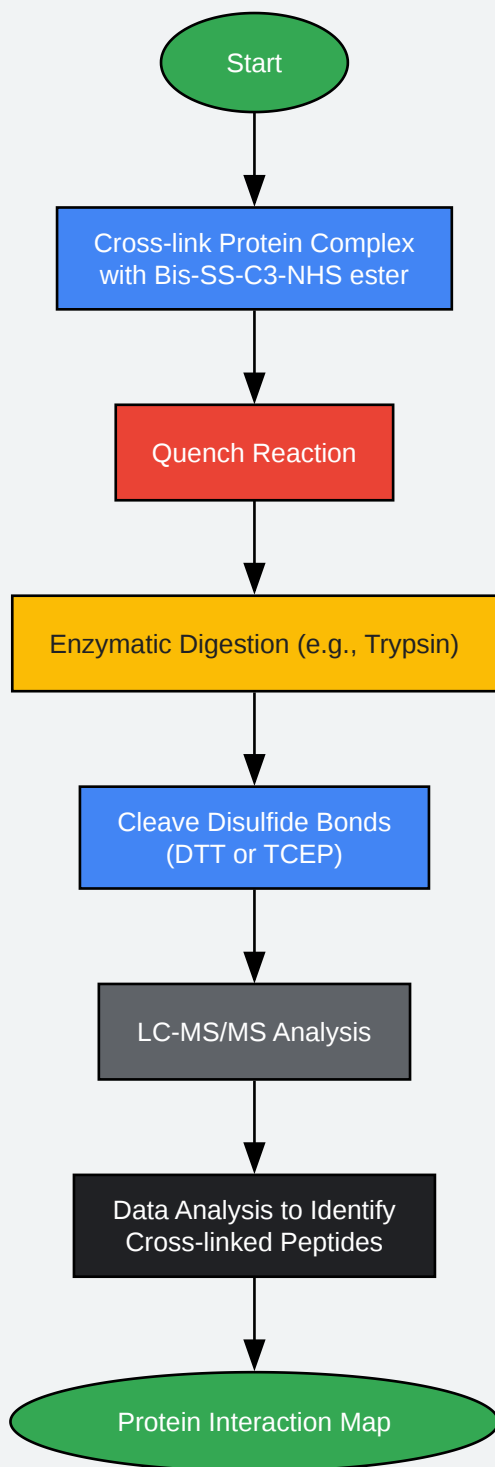 Start
Cross-link Protein Complex
with Bis-SS-C3-NHS ester
Quench Reaction
Enzymatic Digestion (e.g., Trypsin)
Cleave Disulfide Bonds
(DTT or TCEP)
LC-MS/MS Analysis
Data Analysis to Identify
Cross-linked Peptides
Protein Interaction Map